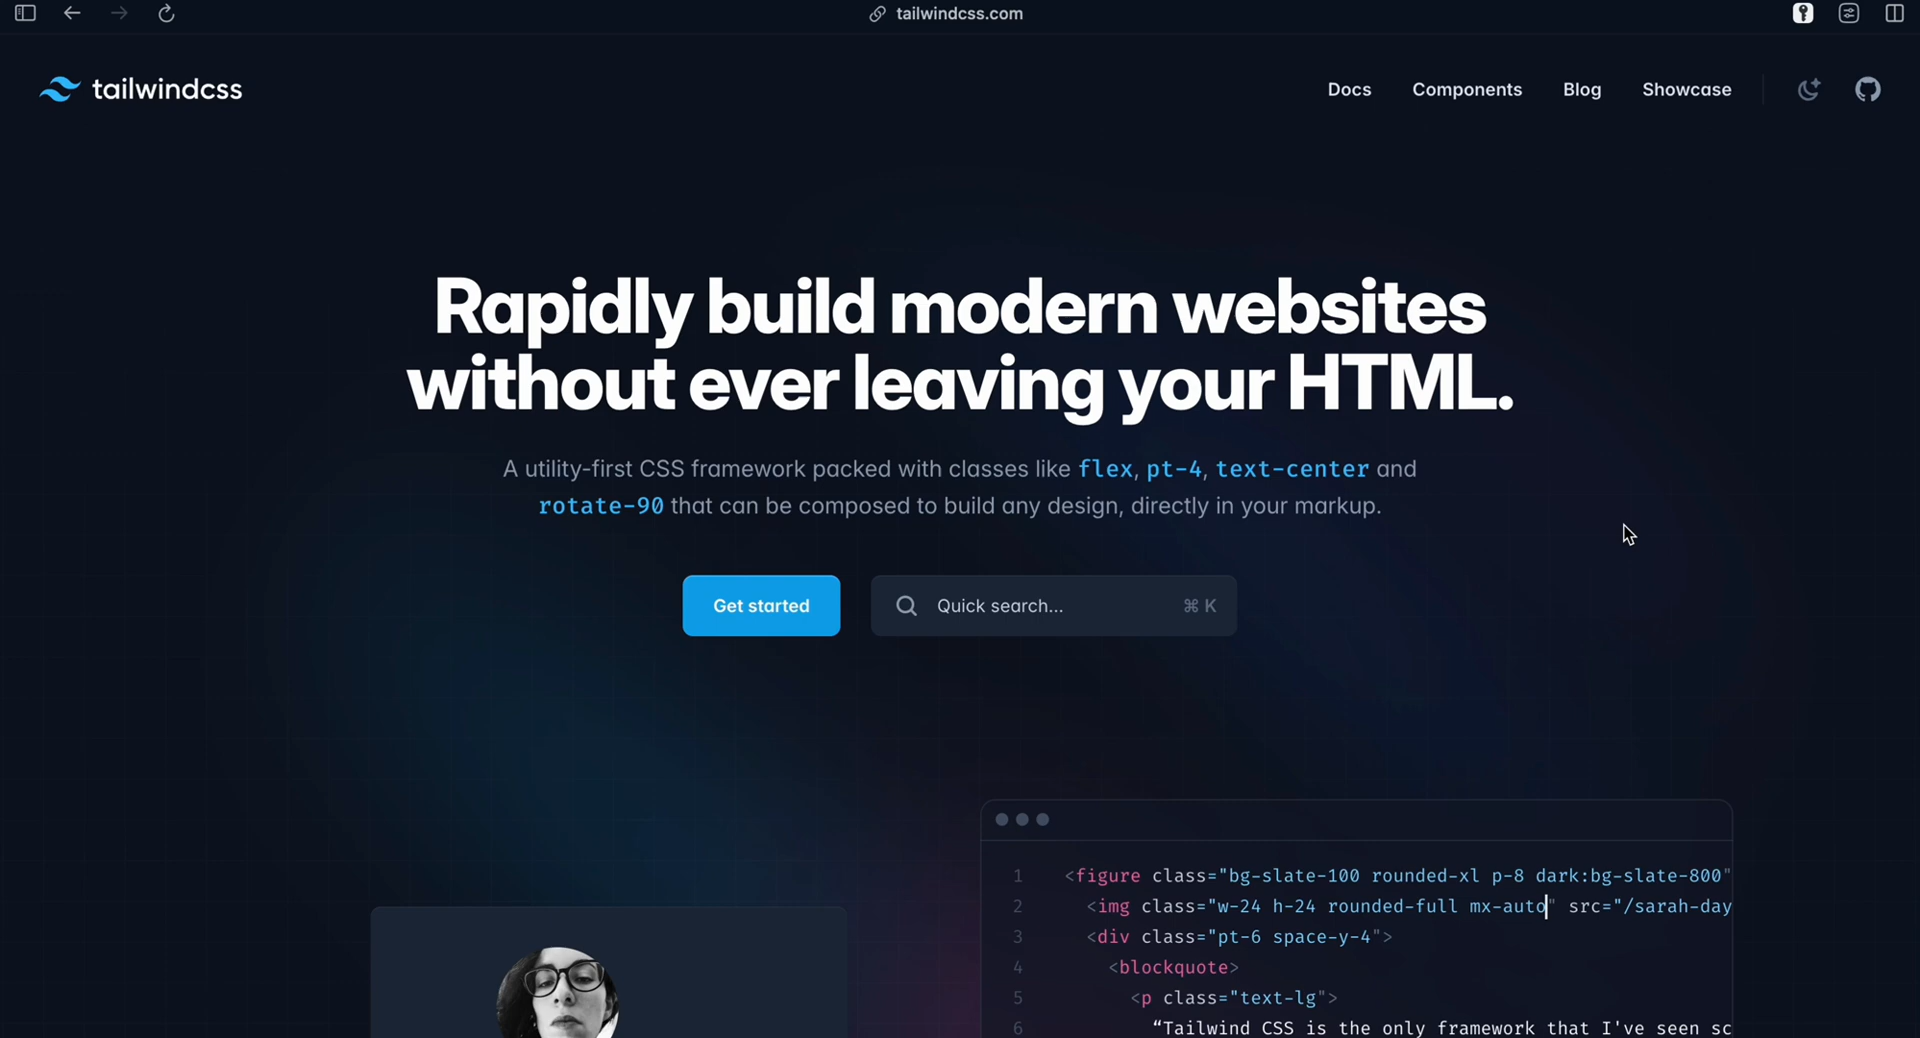 tailwindcss.com
tailwindcss
Docs Components Blog Showcase
Rapidly build modern websites
without ever leaving your HTML.
A utility-first CSS framework packed with classes like flex, pt-4, text-center and
rotate-90 that can be composed to build any design, directly in your markup.
Get started
Quick search... ⌘ K
1 <figure class="bg-slate-100 rounded-xl p-8 dark:bg-slate-800"
2 <img class="w-24 h-24 rounded-full mx-auto" src="/sarah-day
3 <div class="pt-6 space-y-4">
4 <blockquote>
5 <p class="text-lg">
6 “Tailwind CSS is the only framework that I've seen sc